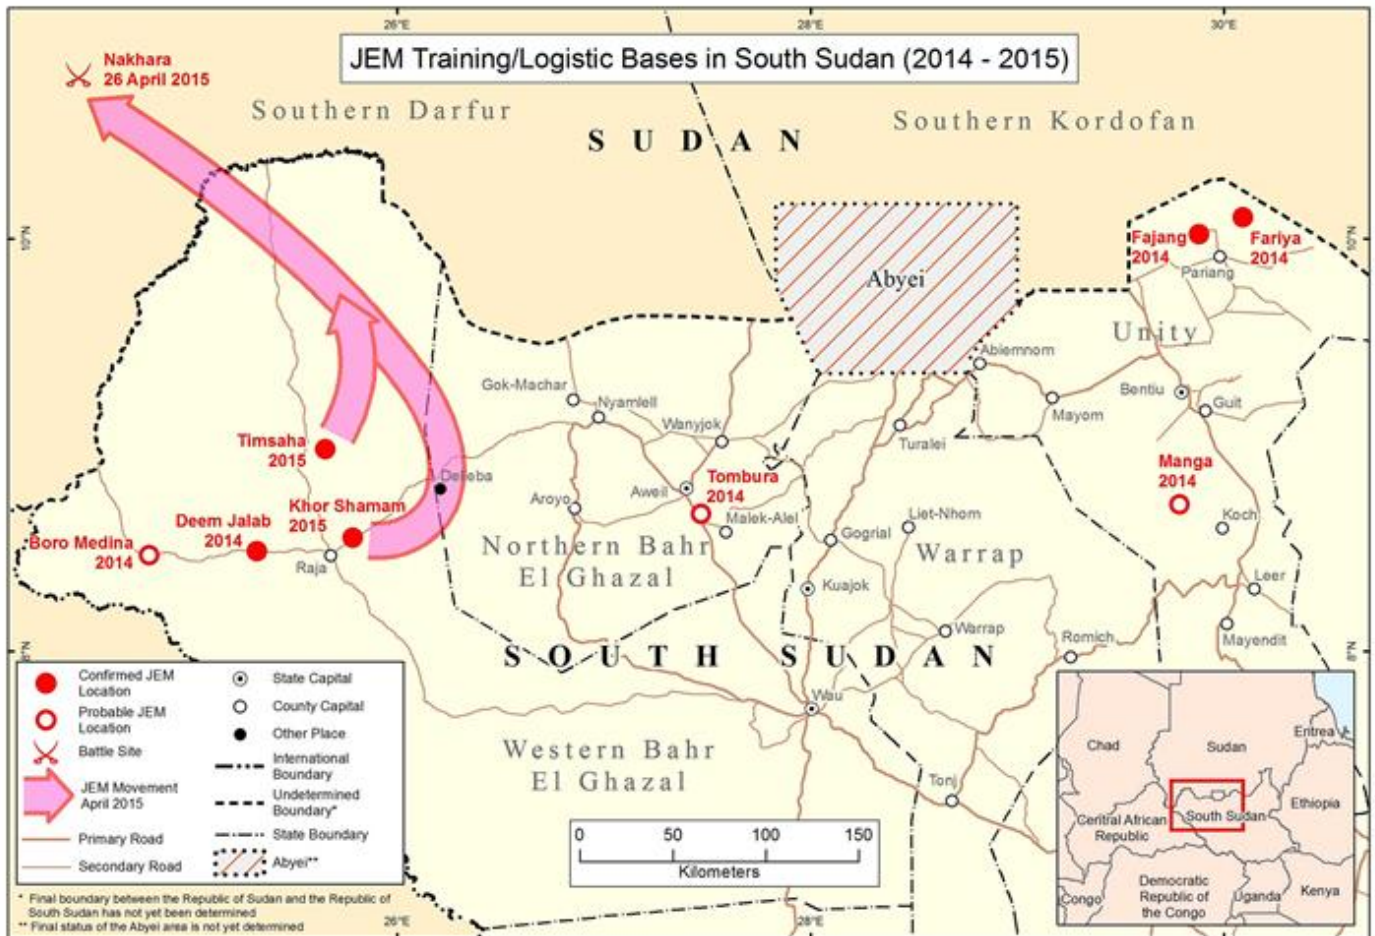 26°E
28°E
30°E
JEM Training/Logistic Bases in South Sudan (2014 - 2015)
Nakhara
26 April 2015
Southern Darfur
SUDAN
Southern Kordofan
10°N
10°N
Abyei
Fajang
2014
Fariya
2014
Pariang
Unity
Abiemnom
Gok-Machar
Nyamlell
Wanyjok
Bentiu
Guit
Mayom
Turalei
Timsaha
2015
Deleba
Tombura
2014
Manga
2014
Aweil
Aroyo
Khor Shamam
2015
Deem Jalab
2014
Boro Medina
2014
Raja
Malek-Alel
Liet-Nhom
Koch
Gogrial
Northern Bahr
El Ghazal
Warrap
Kuajok
Leer
Warrap
Romich
Mayendit
8°N
8°N
SOUTH SUDAN
Wau
Western Bahr
El Ghazal
Tonj
Confirmed JEM
Location
Probable JEM
Location
Battle Site
JEM Movement
April 2015
Primary Road
Secondary Road
State Capital
County Capital
Other Place
International
Boundary
Undetermined
Boundary*
State Boundary
Abyei**
* Final boundary between the Republic of Sudan and the Republic of
South Sudan has not yet been determined
** Final status of the Abyei area is not yet determined
0 50 100 150
Kilometers
Chad
Sudan
Eritrea
Ethiopia
Central African
Republic
South Sudan
Democratic
Republic of
the Congo
Congo
Uganda
Kenya
26°E
28°E